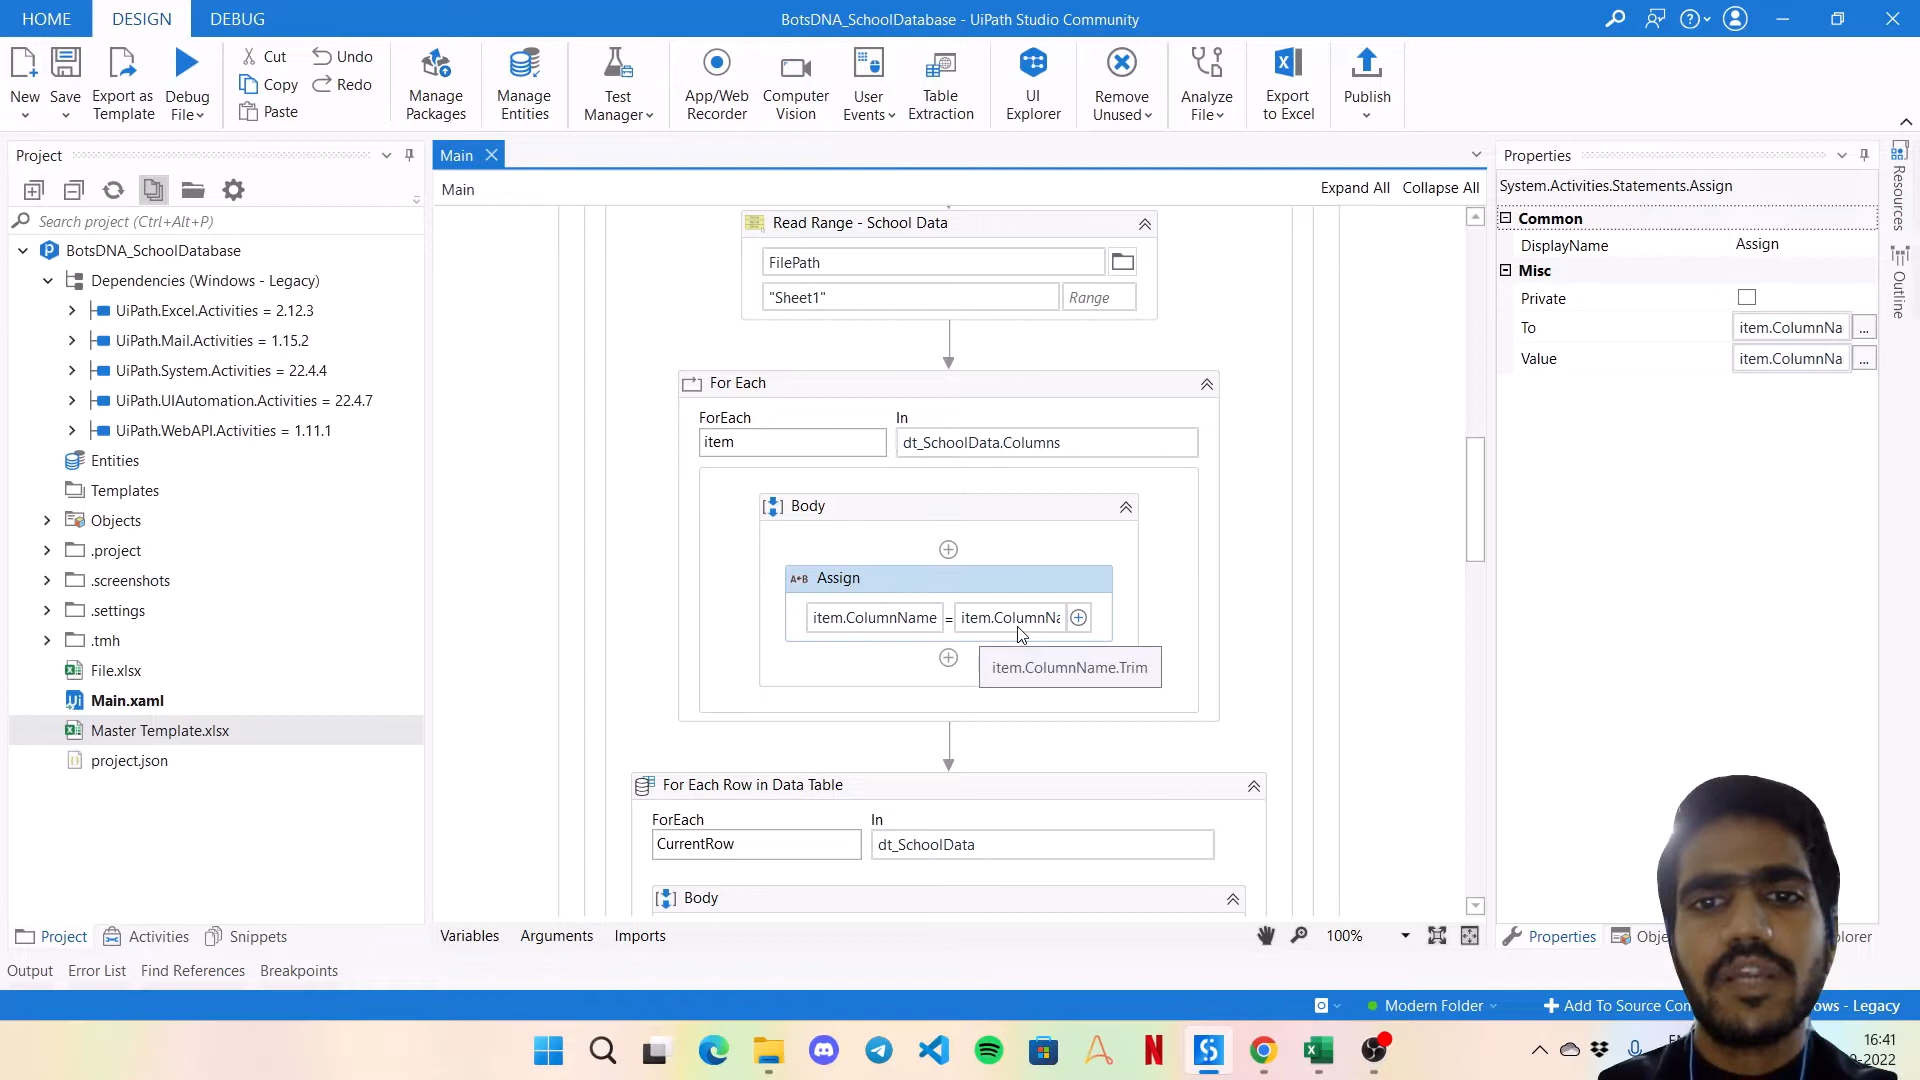 HOME
DESIGN
DEBUG
BotsDNA_SchoolDatabase - UiPath Studio Community
New
Save
Export as
Template
Debug
File
Cut
Copy
Paste
Undo
Redo
Manage
Packages
Manage
Entities
Test
Manager
App/Web
Recorder
Computer
Vision
User
Events
Table
Extraction
UI
Explorer
Remove
Unused
Analyze
File
Export
to Excel
Publish
Project
Search project (Ctrl+Alt+P)
BotsDNA_SchoolDatabase
Dependencies (Windows - Legacy)
UiPath.Excel.Activities = 2.12.3
UiPath.Mail.Activities = 1.15.2
UiPath.System.Activities = 22.4.4
UiPath.UIAutomation.Activities = 22.4.7
UiPath.WebAPI.Activities = 1.11.1
Entities
Templates
Objects
.project
.screenshots
.settings
.tmh
File.xlsx
Main.xaml
Master Template.xlsx
project.json
Project
Activities
Snippets
Main
Main
Expand All
Collapse All
Read Range - School Data
FilePath
"Sheet1"
Range
For Each
ForEach
In
item
dt_SchoolData.Columns
Body
A+B Assign
item.ColumnName = item.ColumnNa
item.ColumnName.Trim
For Each Row in Data Table
ForEach
In
CurrentRow
dt_SchoolData
Body
Variables
Arguments
Imports
100%
Properties
System.Activities.Statements.Assign
Common
DisplayName
Assign
Misc
Private
To
item.ColumnNa
...
Value
item.ColumnNa
...
Resources
Outline
Properties
Obje
plorer
Output
Error List
Find References
Breakpoints
Modern Folder
Add To Source Con
ows - Legacy
16:41
-2022